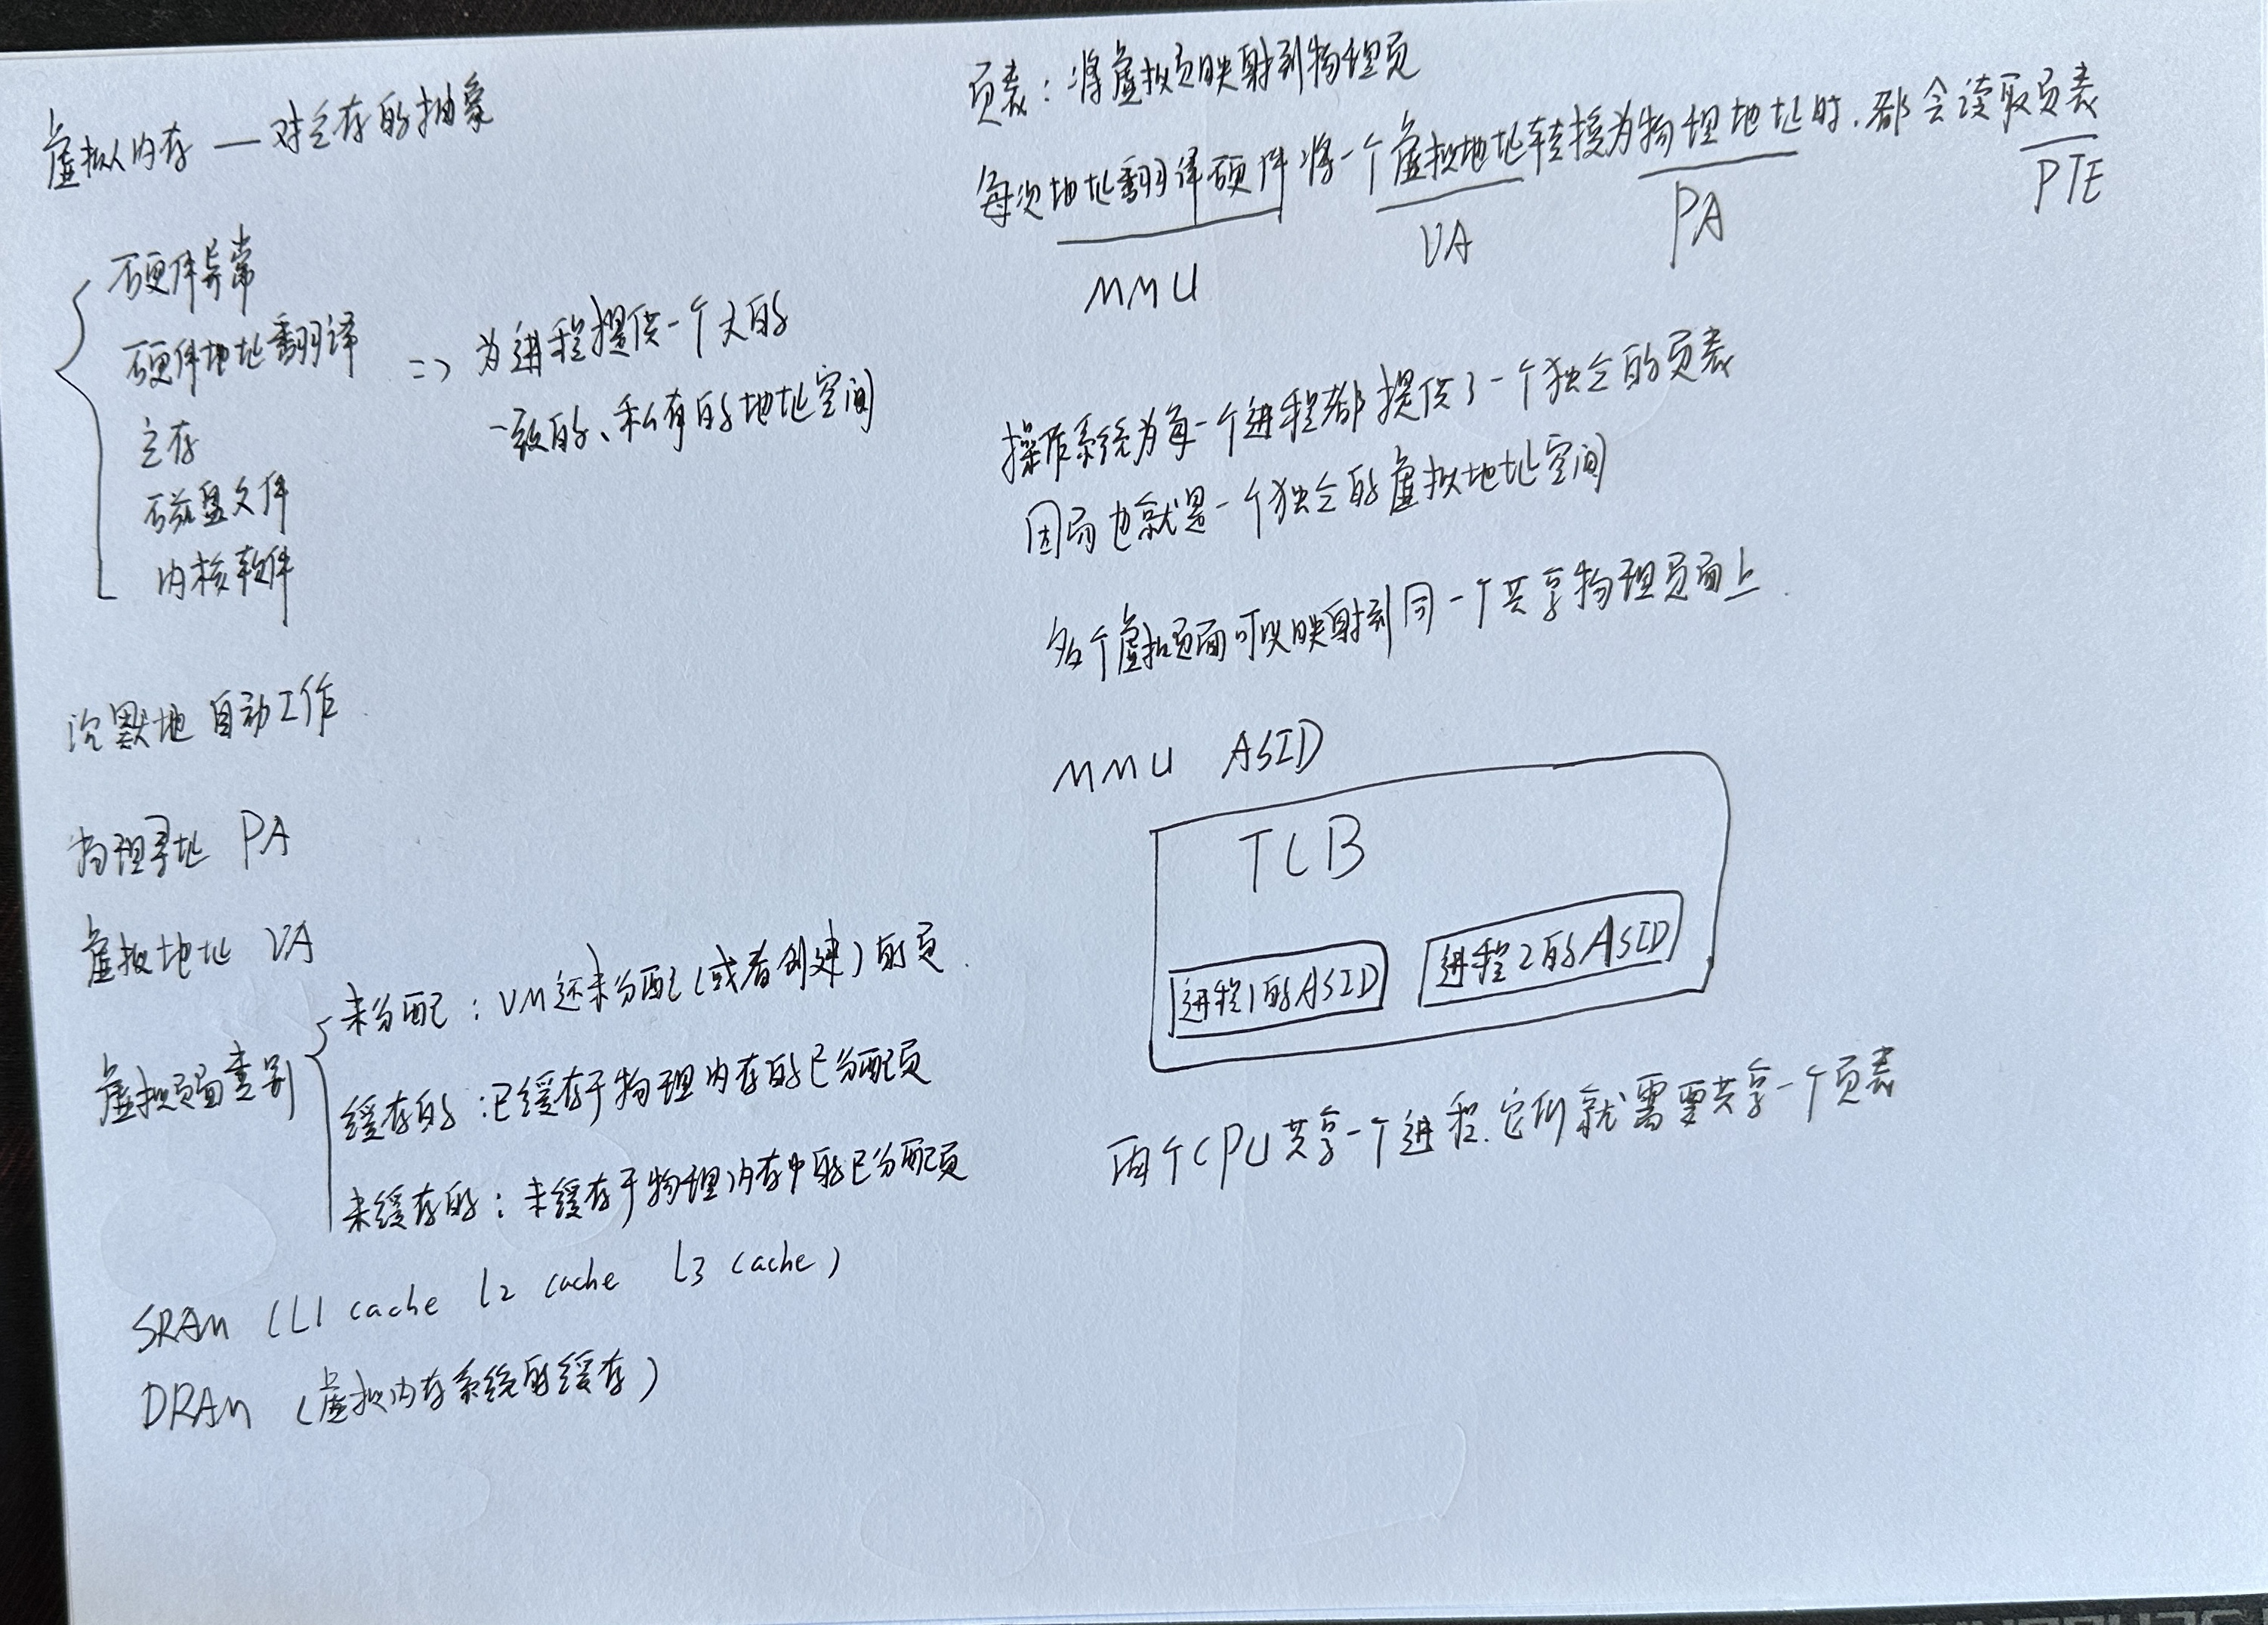 虚拟内存 — 对主存的抽象
硬件异常
硬件地址翻译
主存
磁盘文件
内核软件
=> 为进程提供一个大的
一致的、私有的地址空间
沉默地 自动工作
物理寻址 PA
虚拟地址 VA
虚拟页面类别
未分配：VM还未分配（或者创建）的页
缓存的：已缓存于物理内存的已分配页
未缓存的：未缓存于物理内存中的已分配页
SRAM (L1 cache L2 cache L3 cache)
DRAM (虚拟内存系统的缓存)
页表：将虚拟页映射到物理页
每次地址翻译硬件将一个虚拟地址转换为物理地址时，都会读取页表
MMU VA PA PTE
操作系统为每一个进程都提供了一个独立的页表
因而也就是一个独立的虚拟地址空间
多个虚拟页面可以映射到同一个共享物理页面上
MMU ASID
TLB
进程1的ASID 进程2的ASID
两个CPU共享一个进程，它们就需要共享一个页表